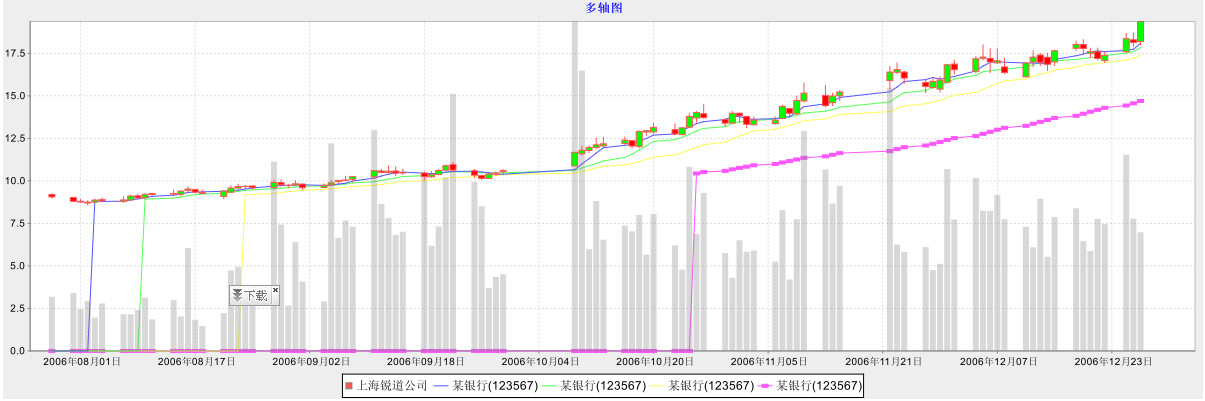 多轴图
17.5
15.0
12.5
10.0
7.5
5.0
2.5
0.0
下载
2006年08月01日 2006年08月17日 2006年09月02日 2006年09月18日 2006年10月04日 2006年10月20日 2006年11月05日 2006年11月21日 2006年12月07日 2006年12月23日
上海锐道公司 某银行(123567) 某银行(123567) 某银行(123567) 某银行(123567)